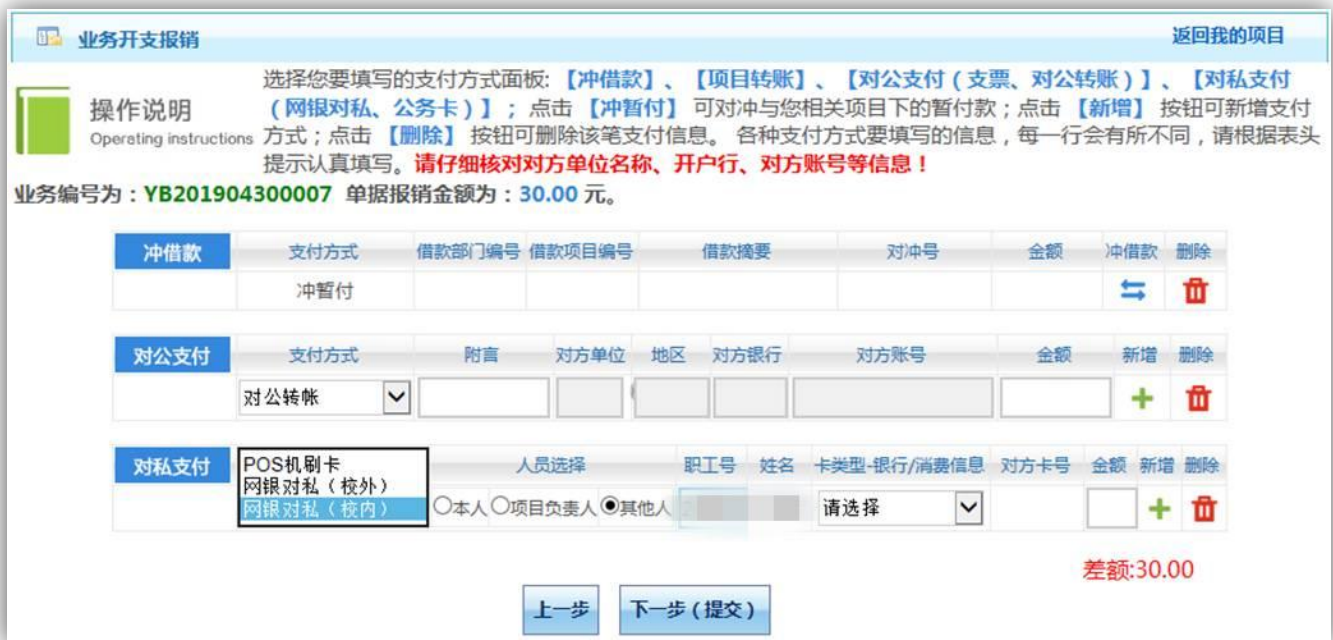 业务开支报销 返回我的项目
选择您要填写的支付方式面板:【冲借款】、【项目转账】、【对公支付(支票、对公转账)】、【对私支付
操作说明 (网银对私、公务卡)】;点击【冲暂付】可对冲与您相关项目下的暂付款;点击【新增】按钮可新增支付
Operating instructions 方式;点击【删除】按钮可删除该笔支付信息。 各种支付方式要填写的信息,每一行会有所不同,请根据表头
提示认真填写。请仔细核对对方单位名称、开户行、对方账号等信息!
业务编号为:YB201904300007 单据报销金额为:30.00 元。
冲借款 支付方式 借款部门编号 借款项目编号 借款摘要 对冲号 金额 冲借款 删除
冲暂付
对公支付 支付方式 附言 对方单位 地区 对方银行 对方账号 金额 新增 删除
对公转帐
对私支付 POS机刷卡 人员选择 职工号 姓名 卡类型-银行/消费信息 对方卡号 金额 新增 删除
网银对私(校外)
网银对私(校内) 本人 项目负责人 其他人 请选择
差额:30.00
上一步 下一步(提交)